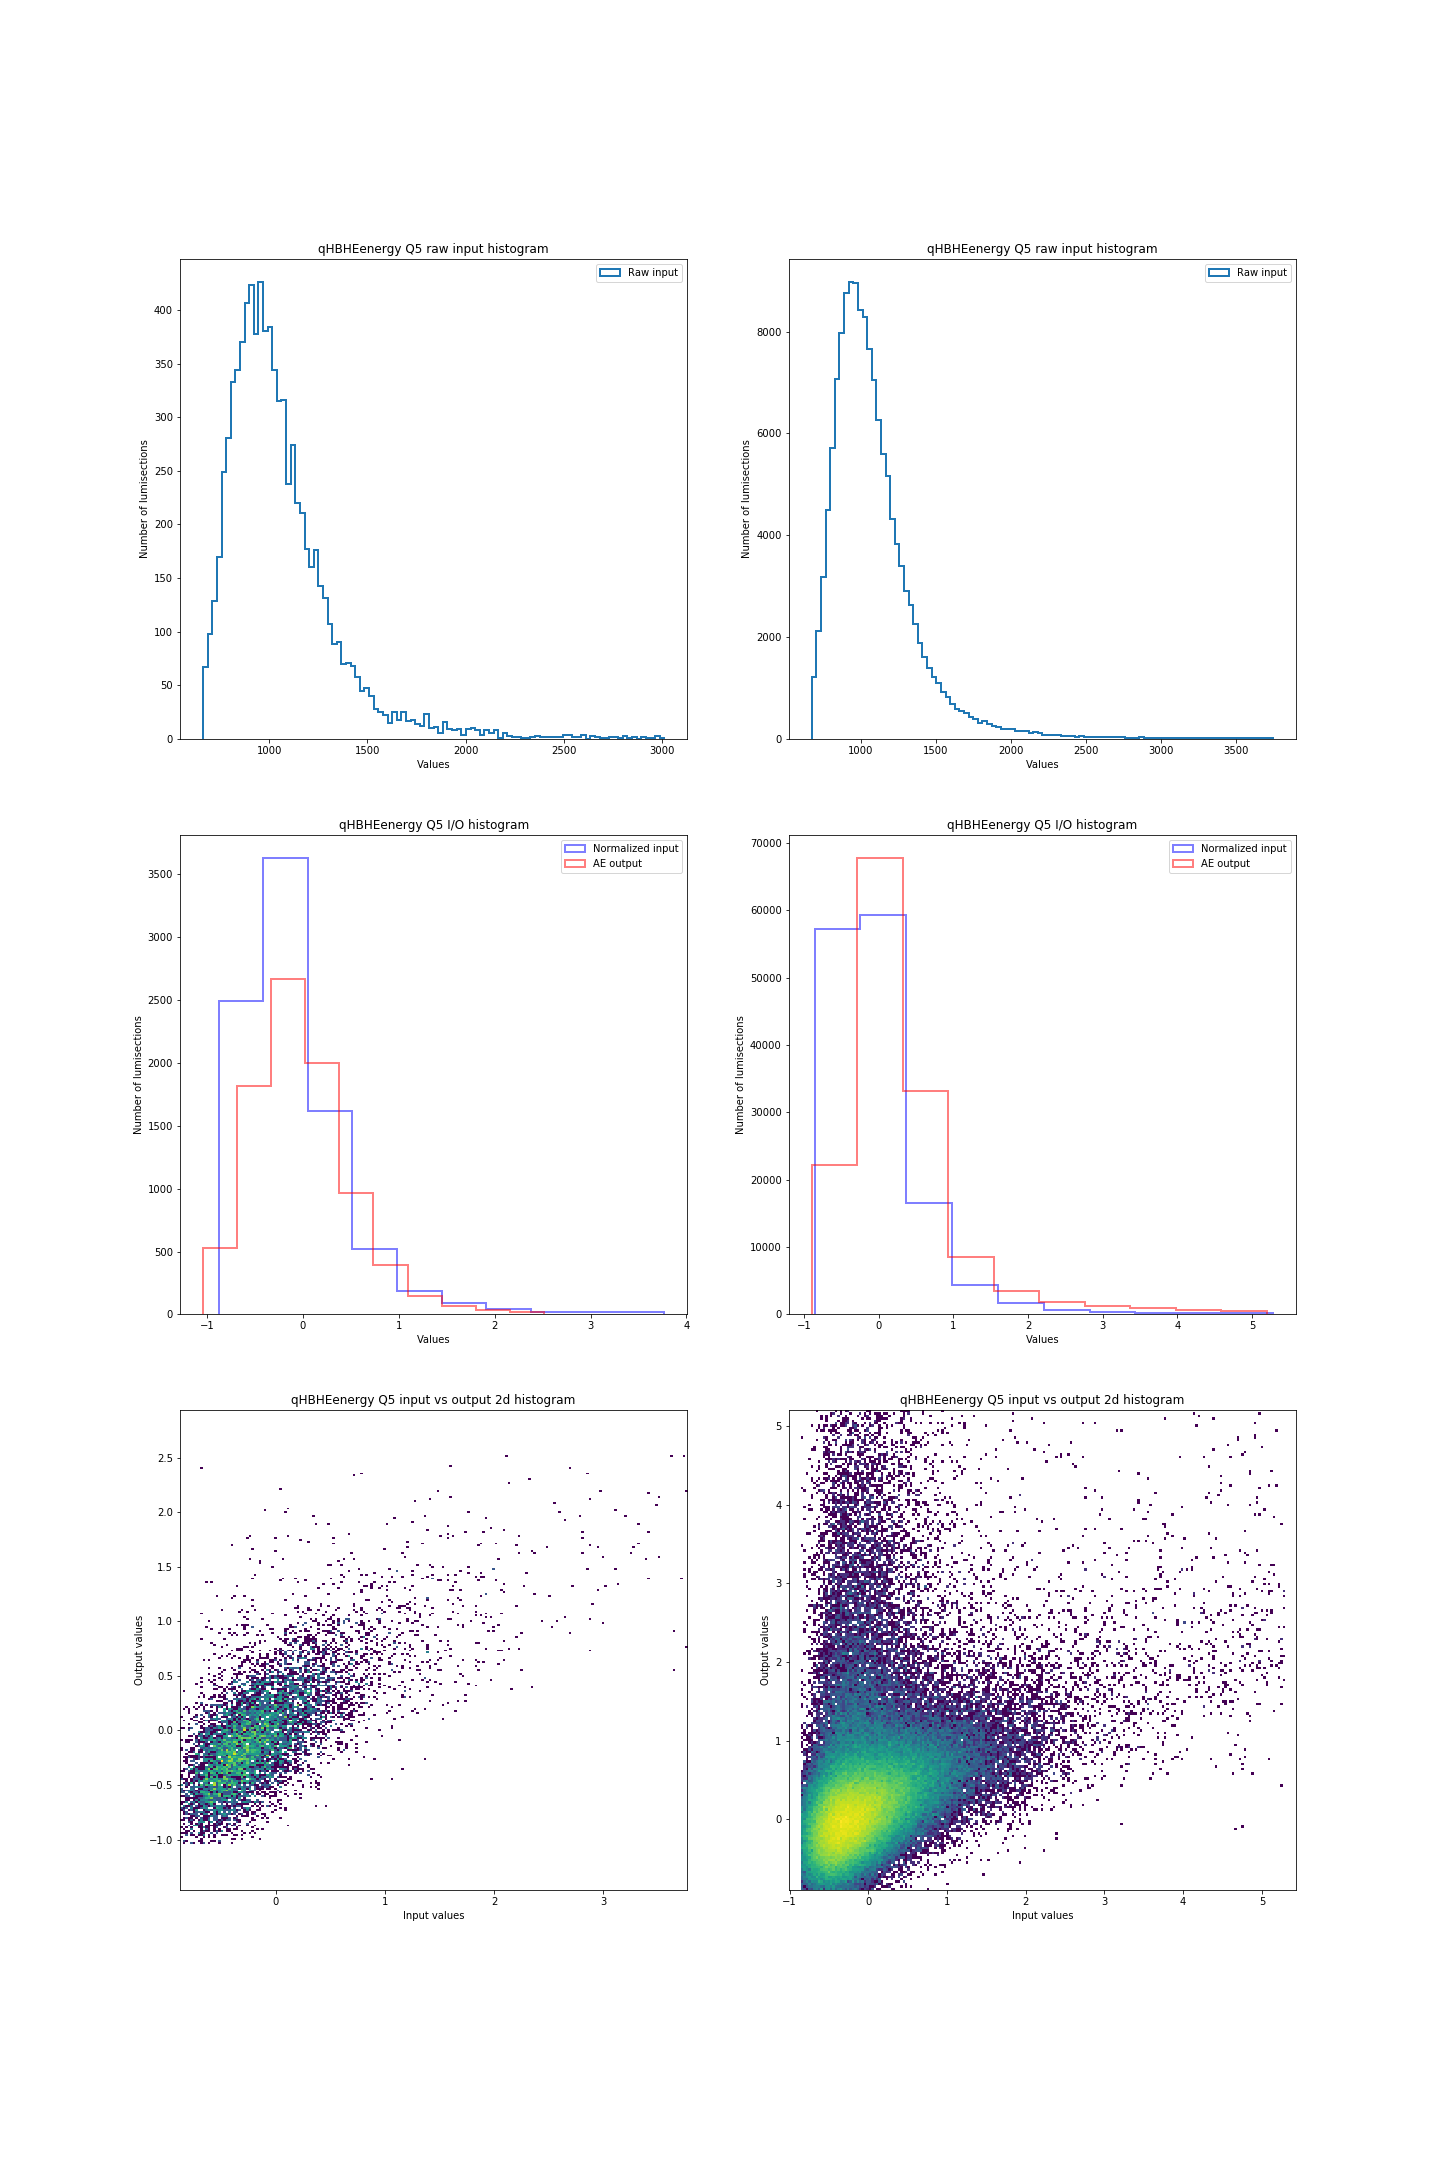 qHBHEenergy Q5 raw input histogram
Raw input
400
350
300
250
200
150
100
50
0
Number of lumisections
1000 1500 2000 2500 3000
Values
qHBHEenergy Q5 raw input histogram
Raw input
8000
6000
4000
2000
0
Number of lumisections
1000 1500 2000 2500 3000 3500
Values
qHBHEenergy Q5 I/O histogram
Normalized input
AE output
3500
3000
2500
2000
1500
1000
500
0
Number of lumisections
−1 0 1 2 3 4
Values
qHBHEenergy Q5 I/O histogram
Normalized input
AE output
70000
60000
50000
40000
30000
20000
10000
0
Number of lumisections
−1 0 1 2 3 4 5
Values
qHBHEenergy Q5 input vs output 2d histogram
2.5
2.0
1.5
1.0
0.5
0.0
−0.5
−1.0
Output values
0 1 2 3
Input values
qHBHEenergy Q5 input vs output 2d histogram
5
4
3
2
1
0
Output values
−1 0 1 2 3 4 5
Input values